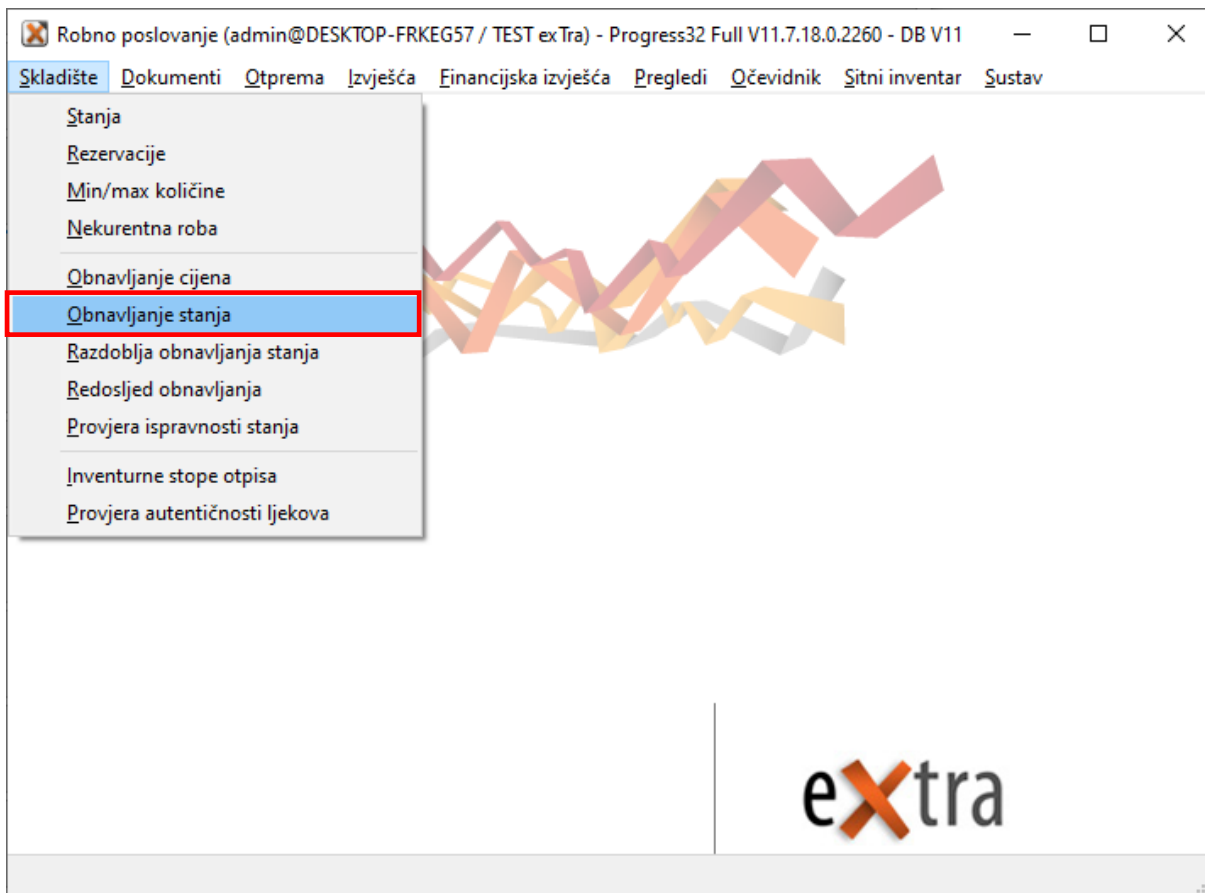 Robno poslovanje (admin@DESKTOP-FRKEG57 / TEST exTra) - Progress32 Full V11.7.18.0.2260 - DB V11
Skladište Dokumenti Otprema Izvješća Financijska izvješća Pregledi Očevidnik Sitni inventar Sustav
Stanja
Rezervacije
Min/max količine
Nekurentna roba
Obnavljanje cijena
Obnavljanje stanja
Razdoblja obnavljanja stanja
Redosljed obnavljanja
Provjera ispravnosti stanja
Inventurne stope otpisa
Provjera autentičnosti ljekova
eXtra